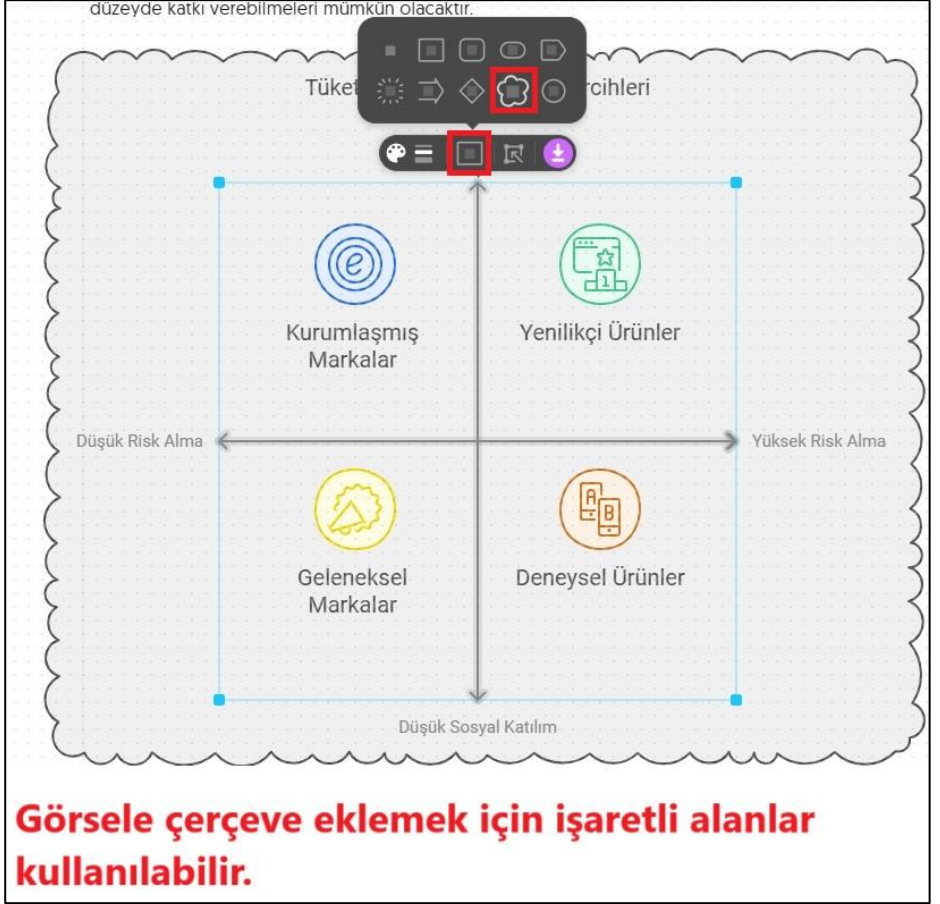 düzeyde katkı verebilmeleri mümkün olacaktır.
Tüket rcihleri
e
1
Kurumlaşmış
Markalar
Yenilikçi Ürünler
Düşük Risk Alma
Yüksek Risk Alma
A
B
Geleneksel
Markalar
Deneysel Ürünler
Düşük Sosyal Katılım
Görsele çerçeve eklemek için işaretli alanlar
kullanılabilir.